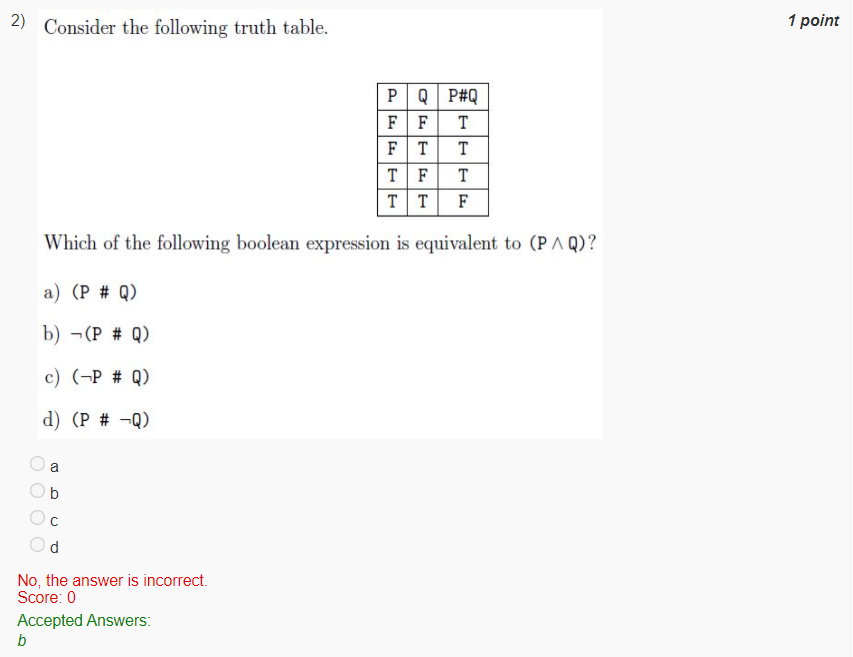 2) Consider the following truth table. 1 point
P Q P#Q
F F T
F T T
T F T
T T F
Which of the following boolean expression is equivalent to (P ∧ Q)?
a) (P # Q)
b) ¬(P # Q)
c) (¬P # Q)
d) (P # ¬Q)
a
b
c
d
No, the answer is incorrect.
Score: 0
Accepted Answers:
b